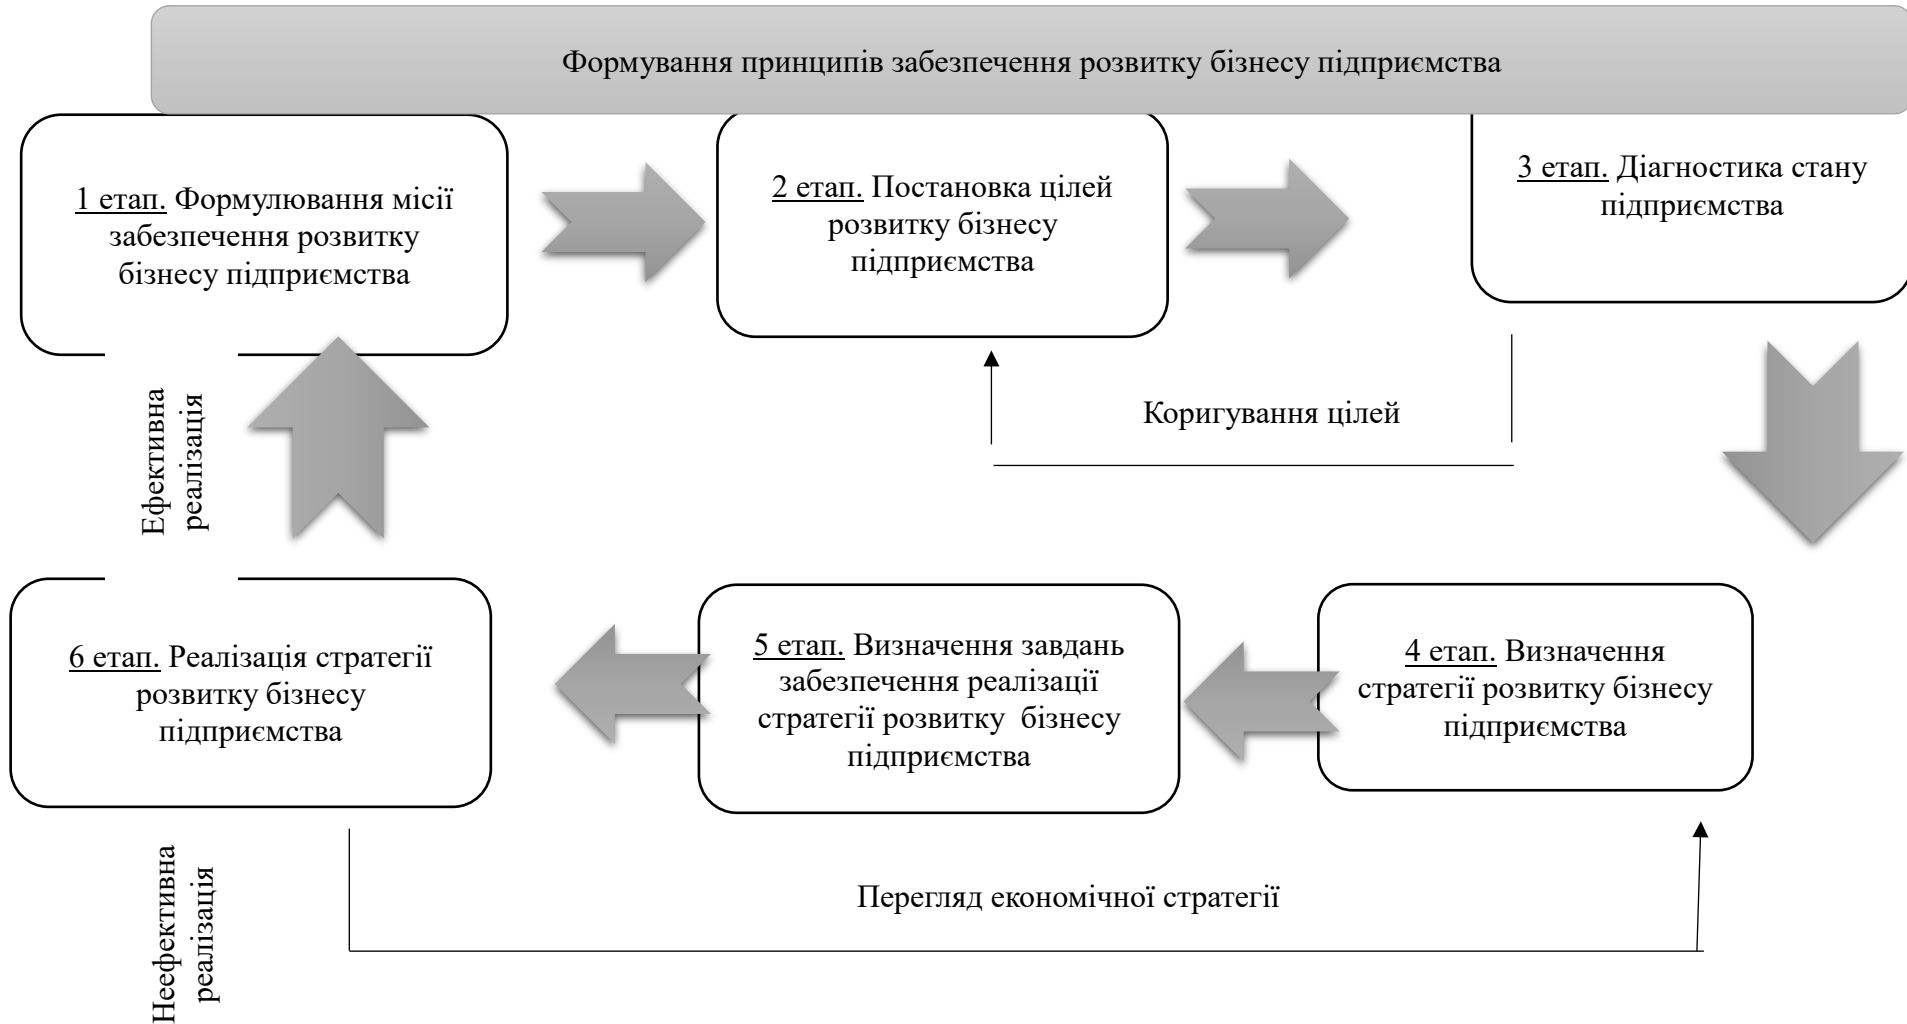 Формування принципів забезпечення розвитку бізнесу підприємства
1 етап. Формулювання місії
забезпечення розвитку
бізнесу підприємства
2 етап. Постановка цілей
розвитку бізнесу
підприємства
3 етап. Діагностика стану
підприємства
Ефективна
реалізація
Коригування цілей
6 етап. Реалізація стратегії
розвитку бізнесу
підприємства
5 етап. Визначення завдань
забезпечення реалізації
стратегії розвитку бізнесу
підприємства
4 етап. Визначення
стратегії розвитку бізнесу
підприємства
Неефективна
реалізація
Перегляд економічної стратегії